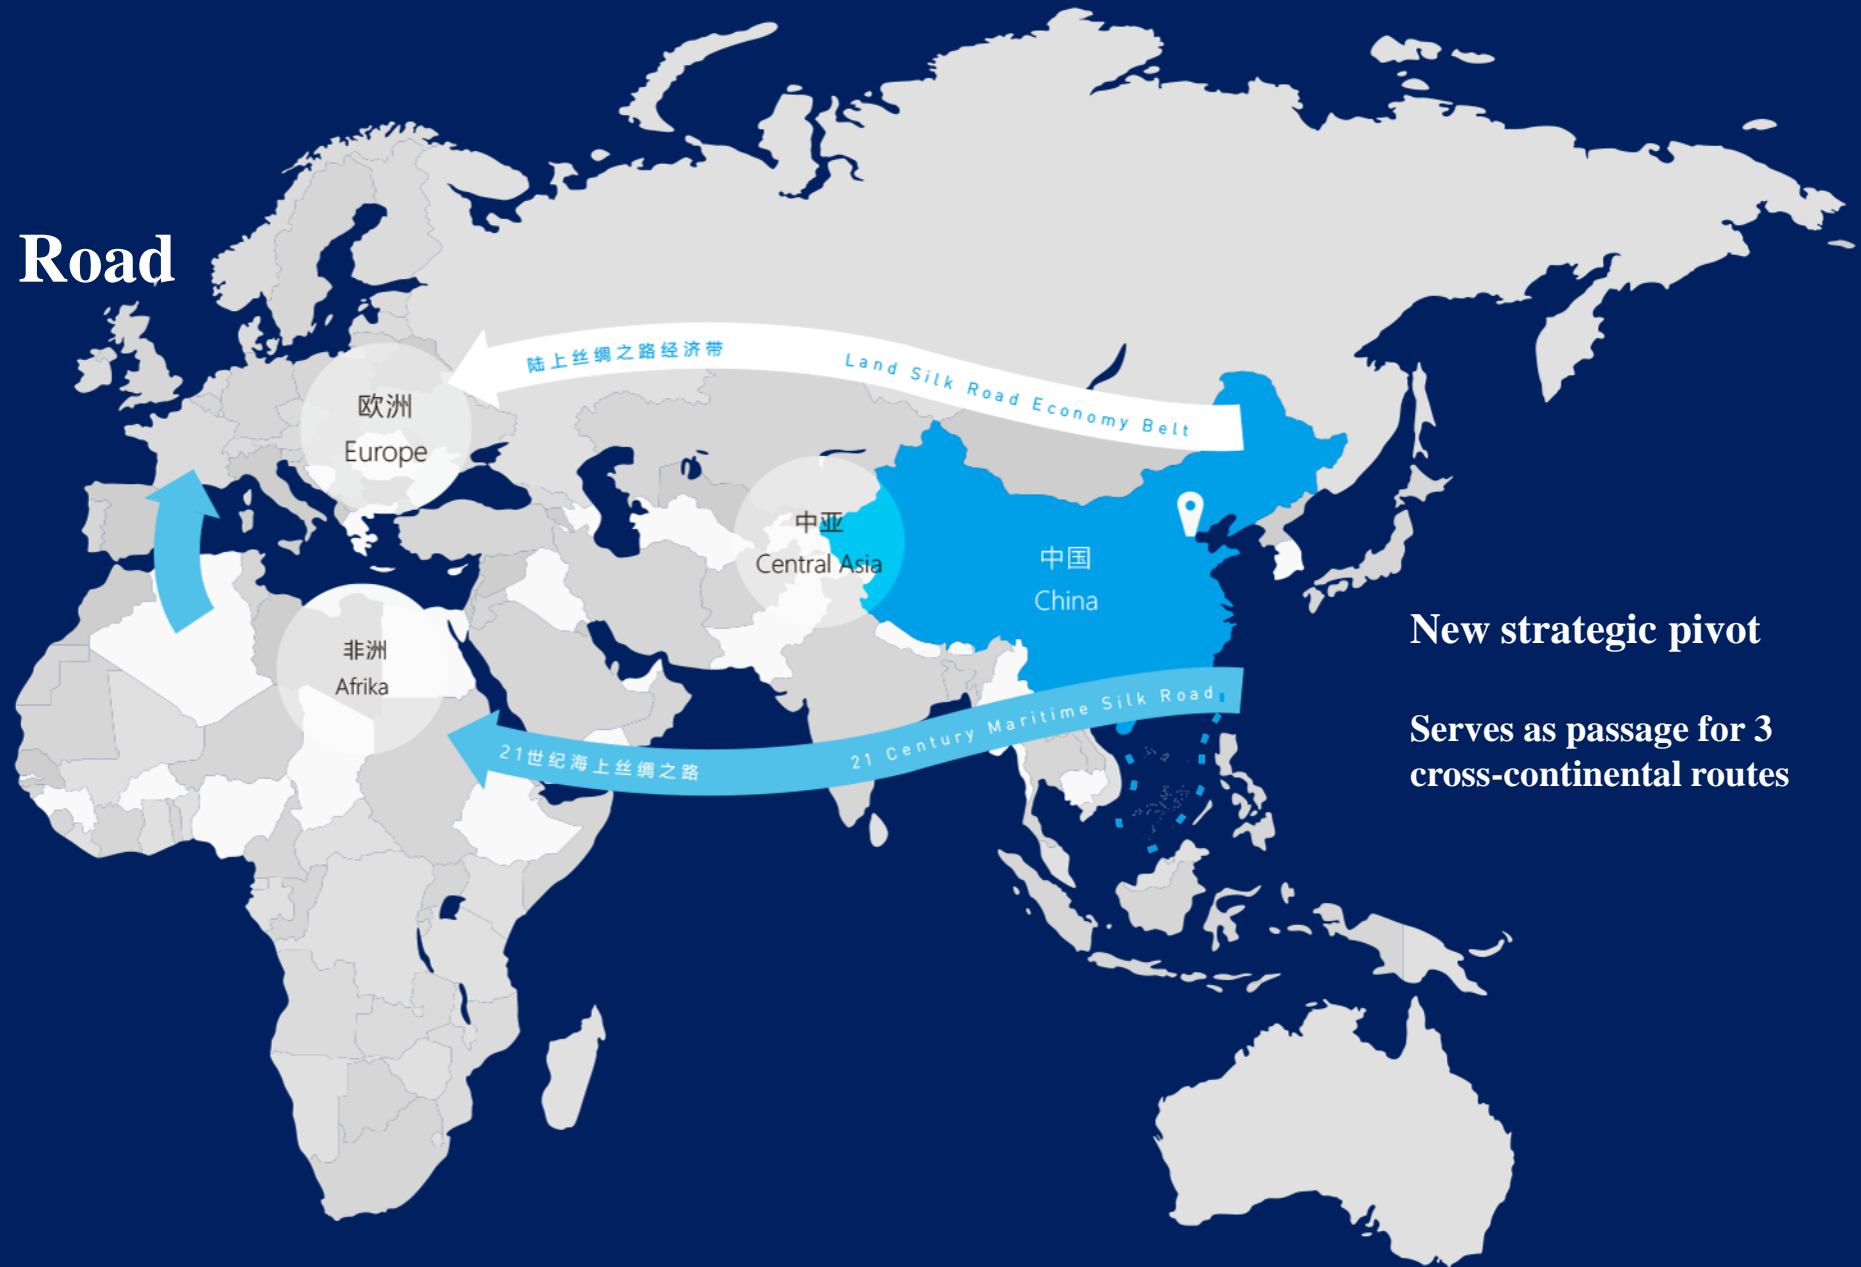 Road
陆上丝绸之路经济带
Land Silk Road Economy Belt
欧洲
Europe
中亚
Central Asia
中国
China
New strategic pivot
非洲
Afrika
21 Century Maritime Silk Road
21世纪海上丝绸之路
Serves as passage for 3
cross-continental routes